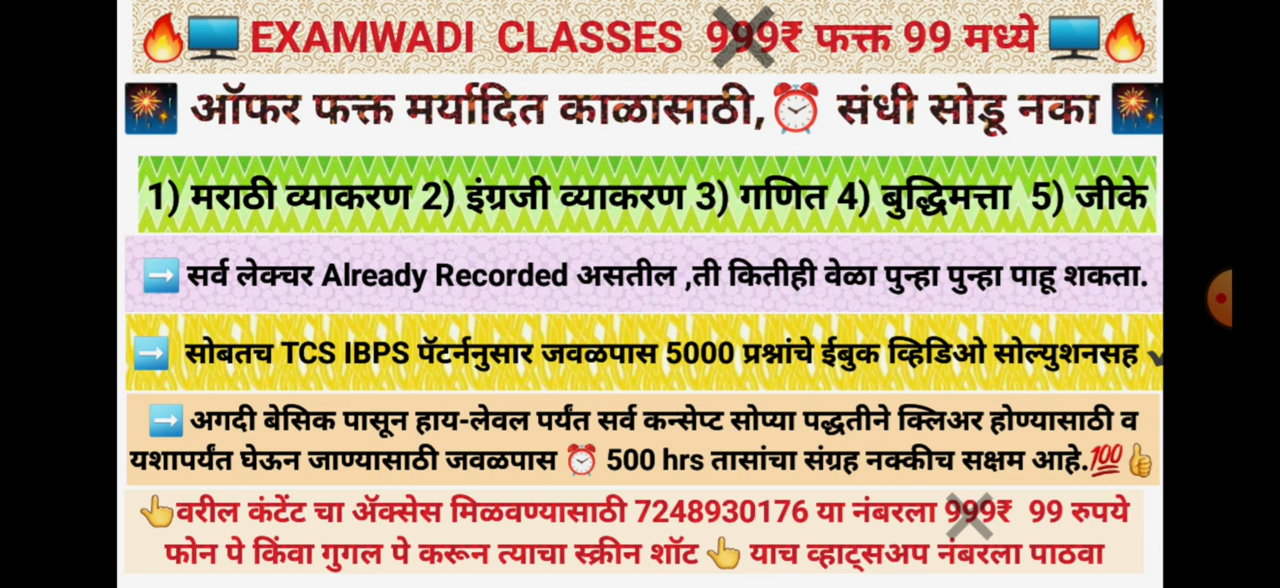 EXAMWADI CLASSES 999₹ फक्त 99 मध्ये
ऑफर फक्त मर्यादित काळासाठी, संधी सोडू नका
1) मराठी व्याकरण 2) इंग्रजी व्याकरण 3) गणित 4) बुद्धिमत्ता 5) जीके
सर्व लेक्चर Already Recorded असतील ,ती कितीही वेळा पुन्हा पुन्हा पाहू शकता.
सोबतच TCS IBPS पॅटर्ननुसार जवळपास 5000 प्रश्नांचे ईबुक व्हिडिओ सोल्युशनसह
अगदी बेसिक पासून हाय-लेवल पर्यंत सर्व कन्सेप्ट सोप्या पद्धतीने क्लिअर होण्यासाठी व
यशापर्यंत घेऊन जाण्यासाठी जवळपास ⏰ 500 hrs तासांचा संग्रह नक्कीच सक्षम आहे.💯👍
👆वरील कंटेंट चा ॲक्सेस मिळवण्यासाठी 7248930176 या नंबरला 999₹ 99 रुपये
फोन पे किंवा गुगल पे करून त्याचा स्क्रीन शॉट 👆 याच व्हाट्सअप नंबरला पाठवा